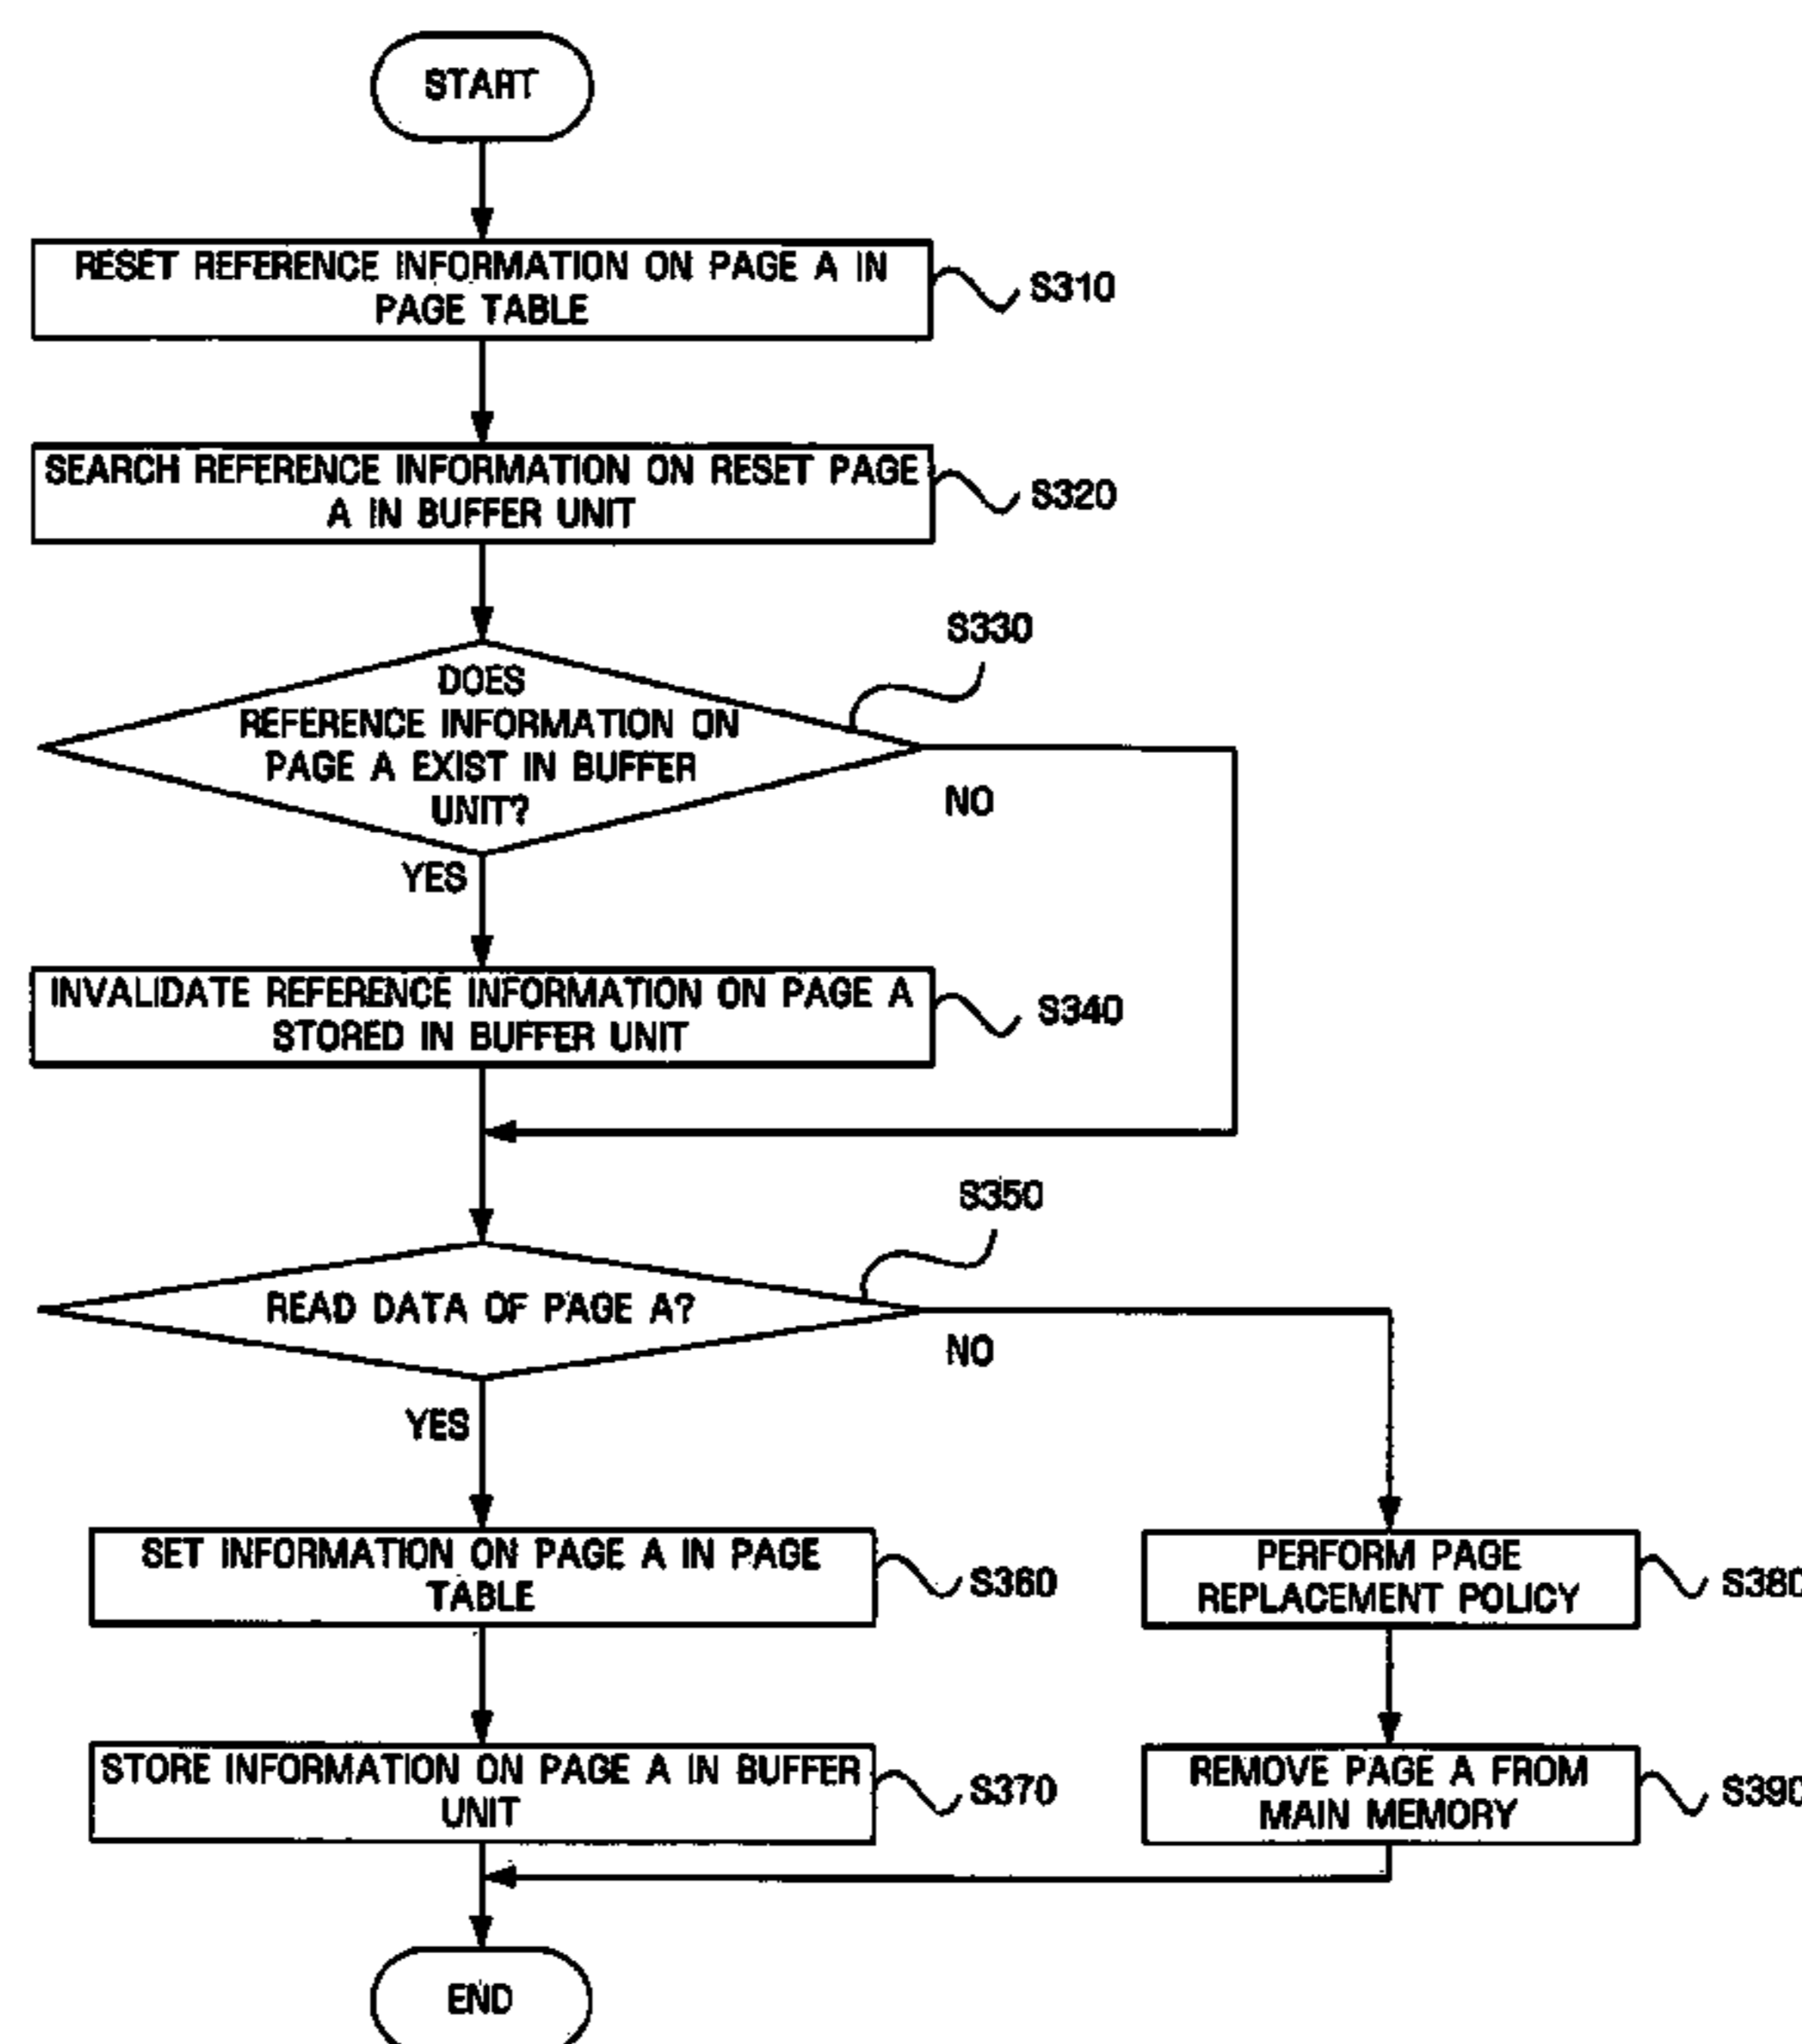 START
RESET REFERENCE INFORMATION ON PAGE A IN
PAGE TABLE
S310
SEARCH REFERENCE INFORMATION ON RESET PAGE
A IN BUFFER UNIT
S320
S330
DOES
REFERENCE INFORMATION ON
PAGE A EXIST IN BUFFER
UNIT?
NO
YES
INVALIDATE REFERENCE INFORMATION ON PAGE A
STORED IN BUFFER UNIT
S340
S350
READ DATA OF PAGE A?
NO
YES
SET INFORMATION ON PAGE A IN PAGE
TABLE
S360
PERFORM PAGE
REPLACEMENT POLICY
S380
STORE INFORMATION ON PAGE A IN BUFFER
UNIT
S370
REMOVE PAGE A FROM
MAIN MEMORY
S390
END